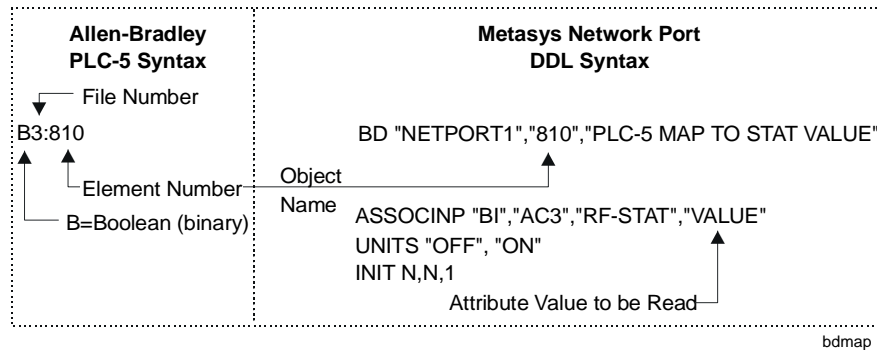 Allen-Bradley
PLC-5 Syntax
File Number
B3:810
Element Number
B=Boolean (binary)
Metasys Network Port
DDL Syntax
BD "NETPORT1","810","PLC-5 MAP TO STAT VALUE"
Object
Name
ASSOCINP "BI","AC3","RF-STAT","VALUE"
UNITS "OFF", "ON"
INIT N,N,1
Attribute Value to be Read
bdmap